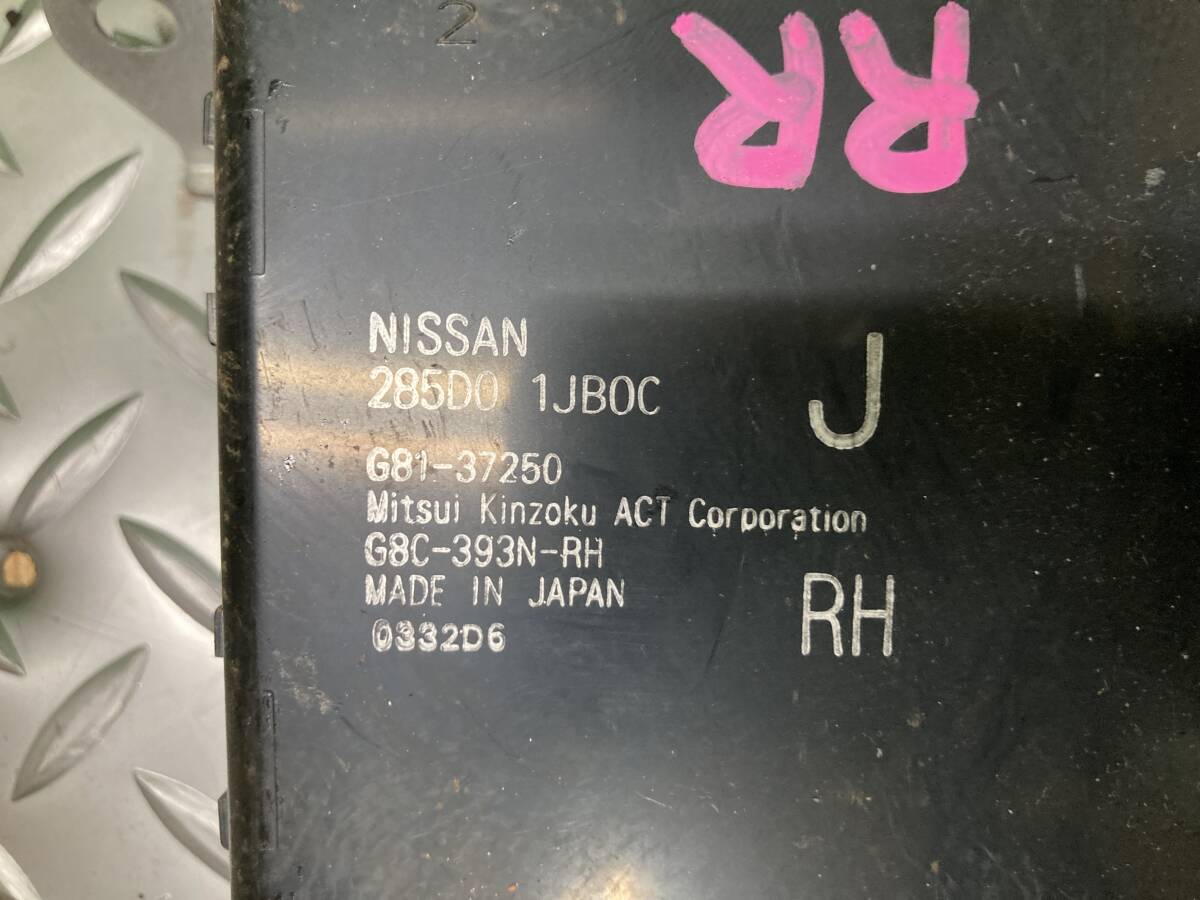 2
RR
NISSAN
285D0 1JB0C
J
G81-37250
Mitsui Kinzoku ACT Corporation
G8C-393N-RH
MADE IN JAPAN
RH
0332D6